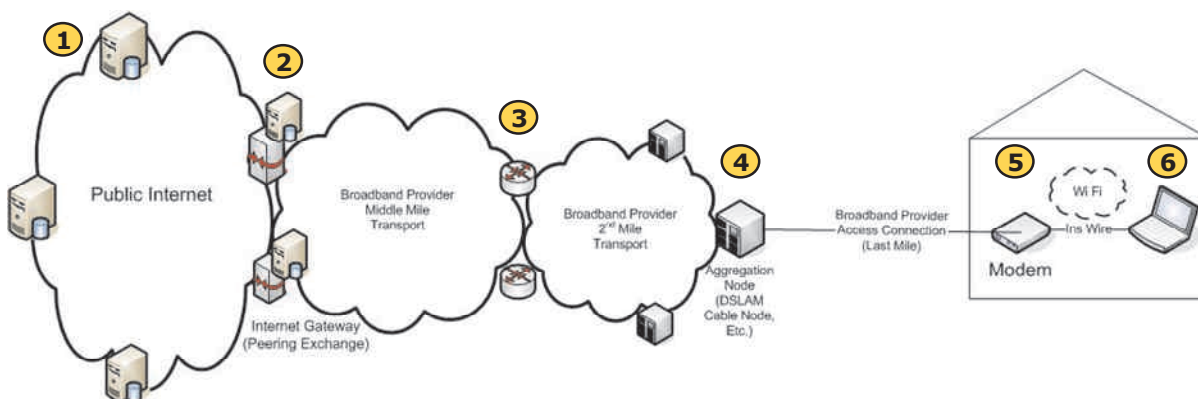 1
2
3
4
5
6
Public Internet
Internet Gateway
(Peering Exchange)
Broadband Provider
Middle Mile
Transport
Broadband Provider
2nd Mile
Transport
Aggregation
Node
(DSLAM
Cable Node,
Etc.)
Broadband Provider
Access Connection
(Last Mile)
Modem
Wi Fi
Ins Wire